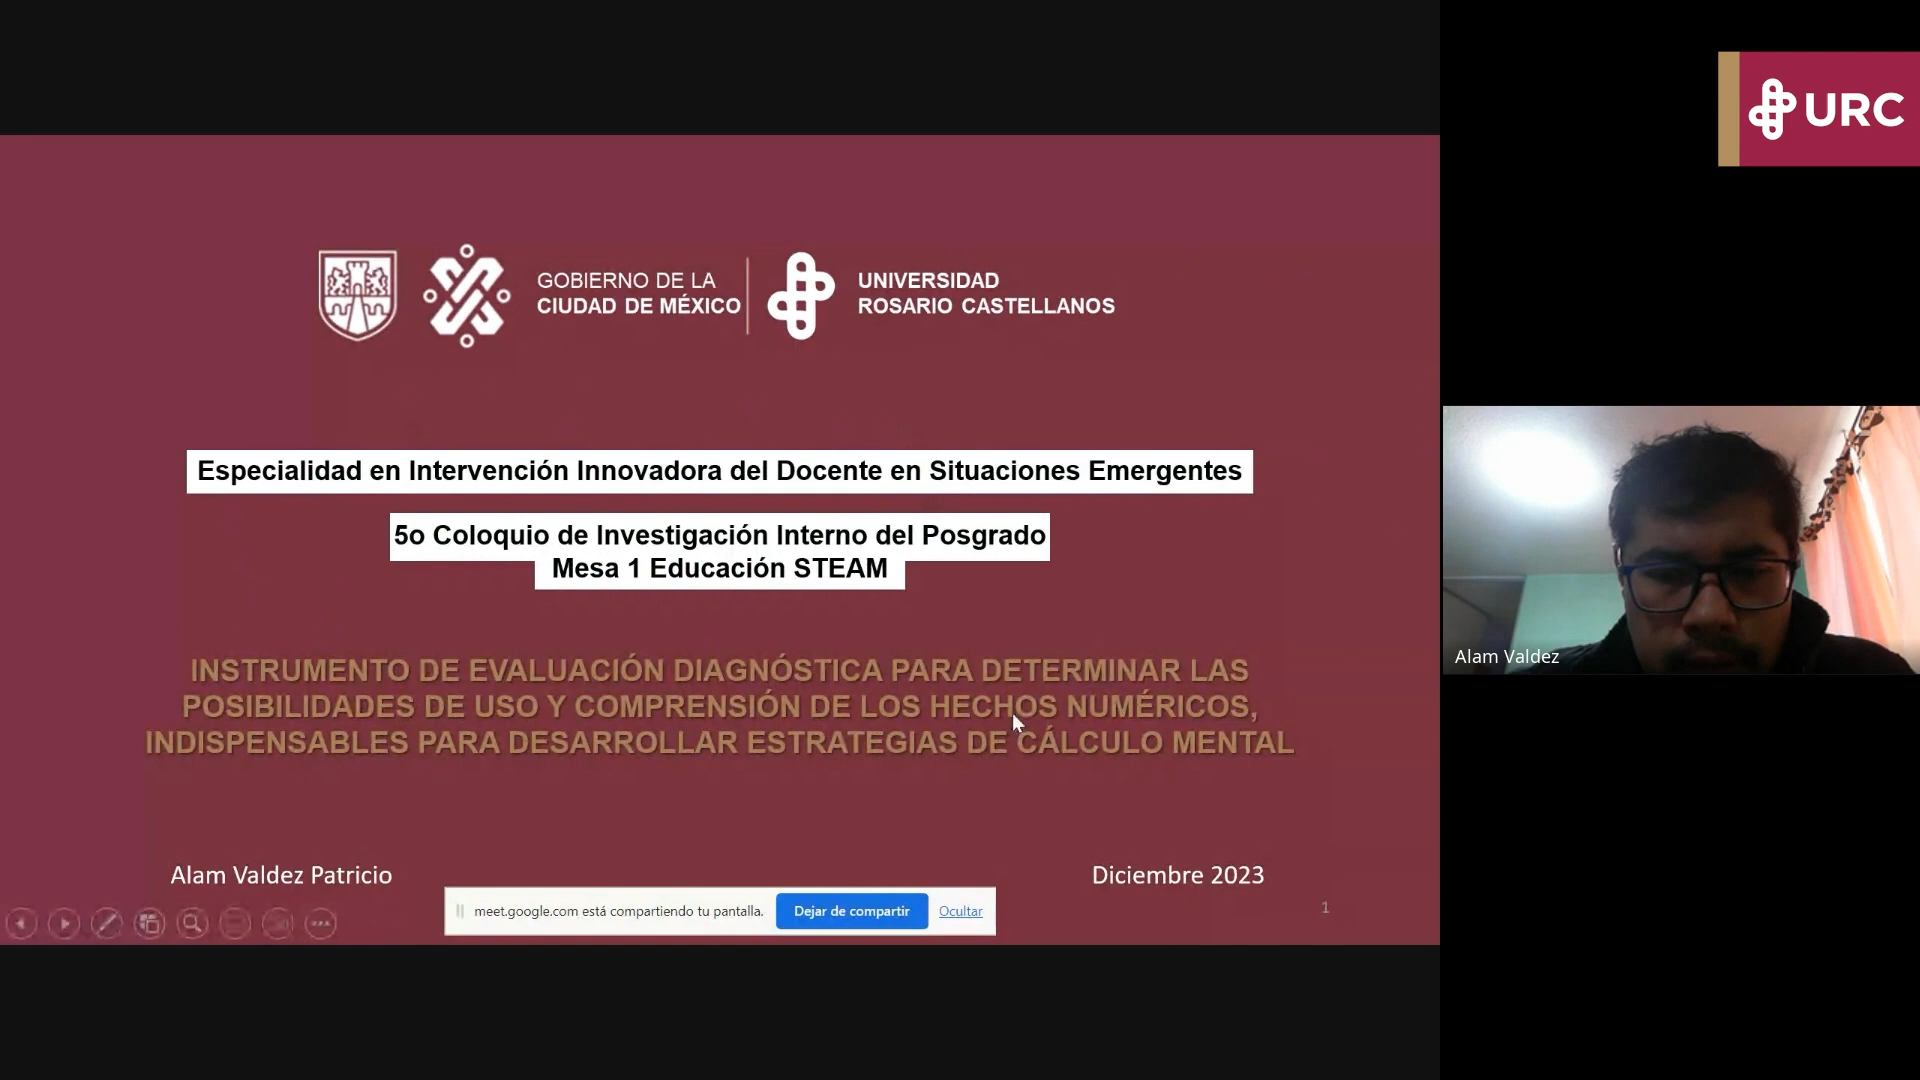 URC
GOBIERNO DE LA
CIUDAD DE MÉXICO
UNIVERSIDAD
ROSARIO CASTELLANOS
Especialidad en Intervención Innovadora del Docente en Situaciones Emergentes
5o Coloquio de Investigación Interno del Posgrado
Mesa 1 Educación STEAM
INSTRUMENTO DE EVALUACIÓN DIAGNÓSTICA PARA DETERMINAR LAS
POSIBILIDADES DE USO Y COMPRENSIÓN DE LOS HECHOS NUMÉRICOS,
INDISPENSABLES PARA DESARROLLAR ESTRATEGIAS DE CÁLCULO MENTAL
Alam Valdez
Alam Valdez Patricio
Diciembre 2023
meet.google.com está compartiendo tu pantalla.
Dejar de compartir
Ocultar
1